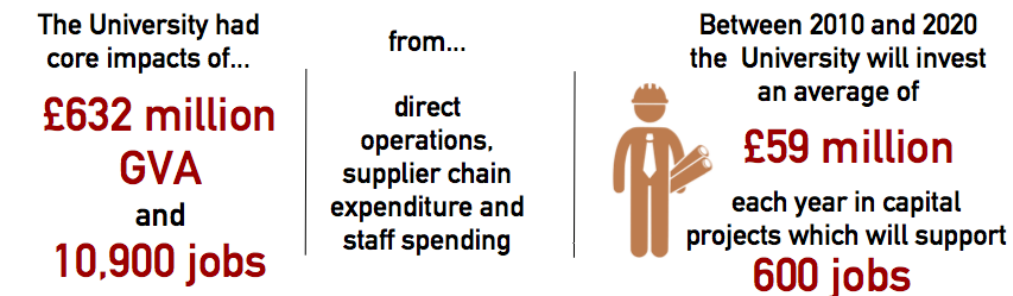 The University had
core impacts of...
£632 million
GVA
and
10,900 jobs
from...
direct
operations,
supplier chain
expenditure and
staff spending
Between 2010 and 2020
the University will invest
an average of
£59 million
each year in capital
projects which will support
600 jobs